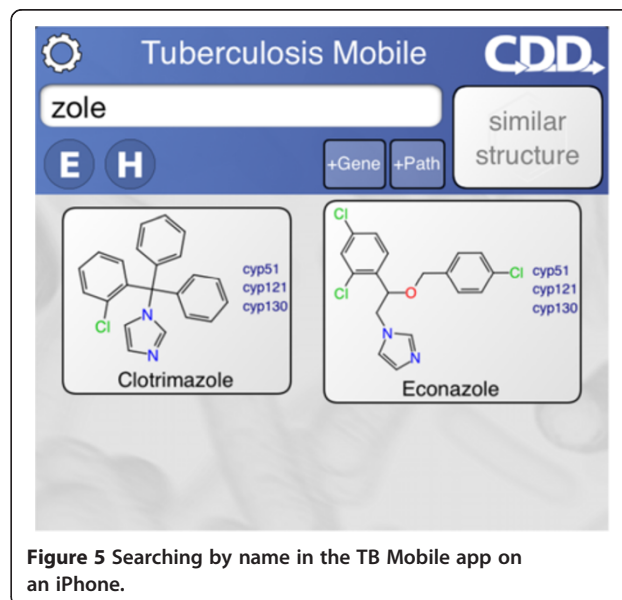 Tuberculosis Mobile
CDD
zole
similar
structure
E H
+Gene +Path
Cl
N
N
cyp51
cyp121
cyp130
Clotrimazole
Cl
Cl
O
Cl
N
N
cyp51
cyp121
cyp130
Econazole
Figure 5 Searching by name in the TB Mobile app on
an iPhone.